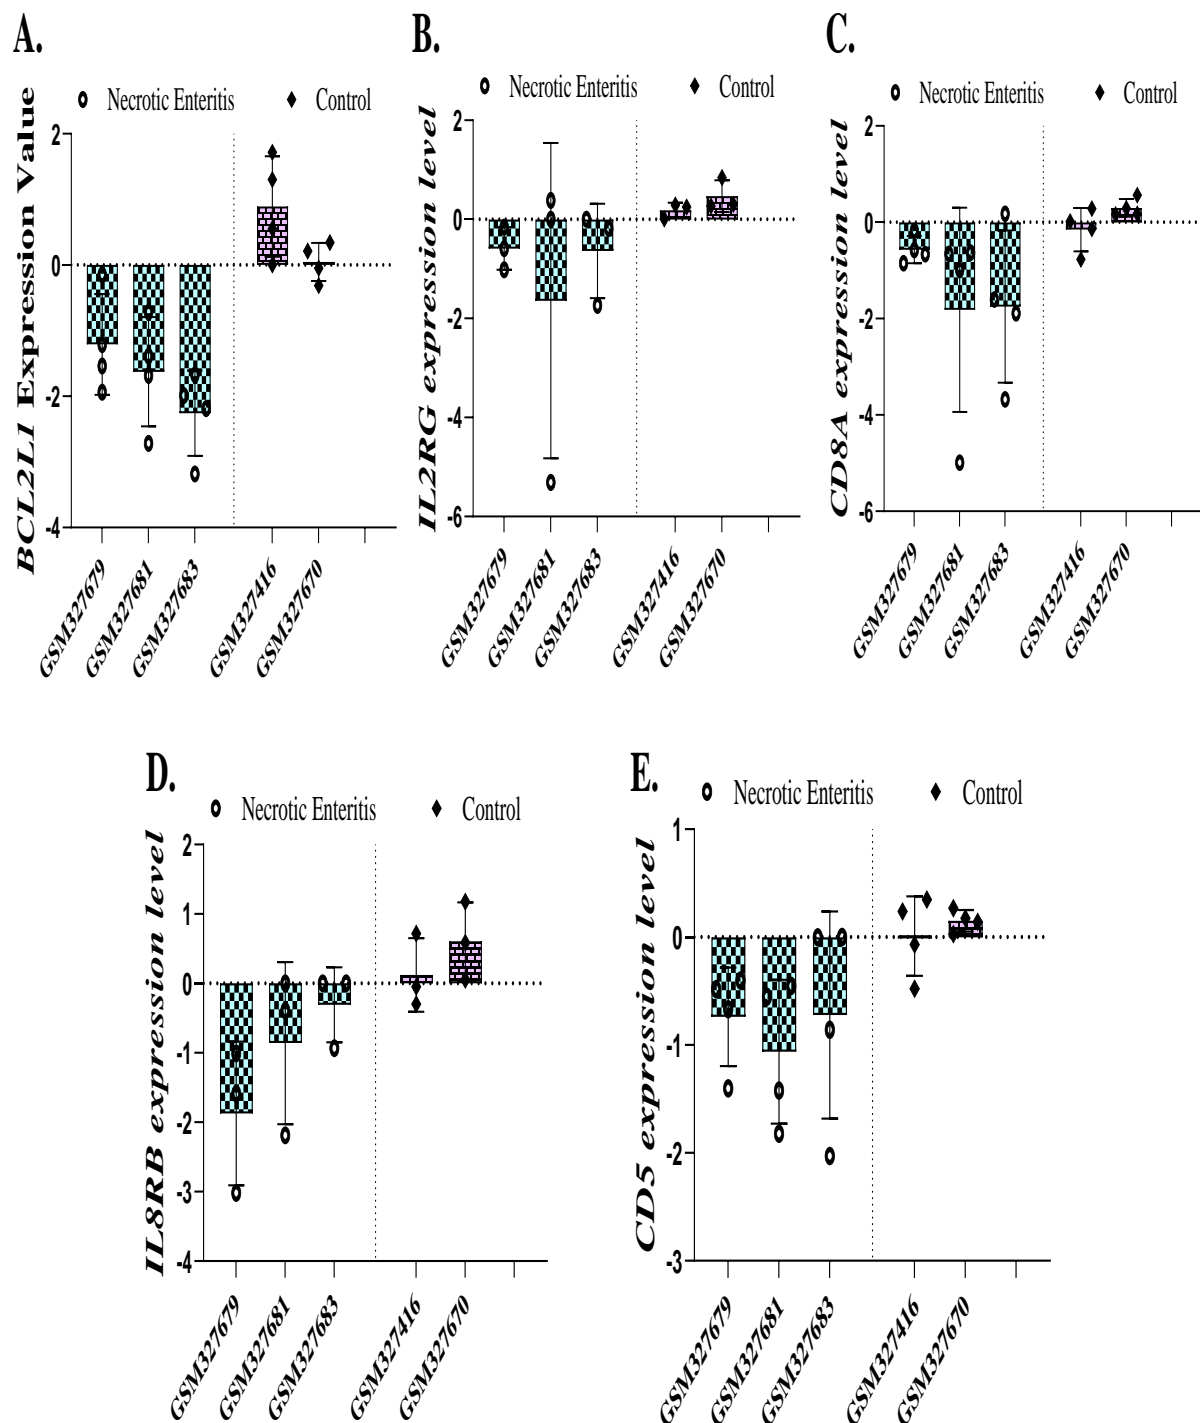 A.
Necrotic Enteritis
Control
BCL2L1 Expression Value
2
0
-2
-4
GSM327679
GSM327681
GSM327683
GSM327416
GSM327670
B.
Necrotic Enteritis
Control
IL2RG expression level
2
0
-2
-4
-6
GSM327679
GSM327681
GSM327683
GSM327416
GSM327670
C.
Necrotic Enteritis
Control
CD8A expression level
2
0
-2
-4
-6
GSM327679
GSM327681
GSM327683
GSM327416
GSM327670
D.
Necrotic Enteritis
Control
IL8RB expression level
2
1
0
-1
-2
-3
-4
GSM327679
GSM327681
GSM327683
GSM327416
GSM327670
E.
Necrotic Enteritis
Control
CD5 expression level
1
0
-1
-2
-3
GSM327679
GSM327681
GSM327683
GSM327416
GSM327670